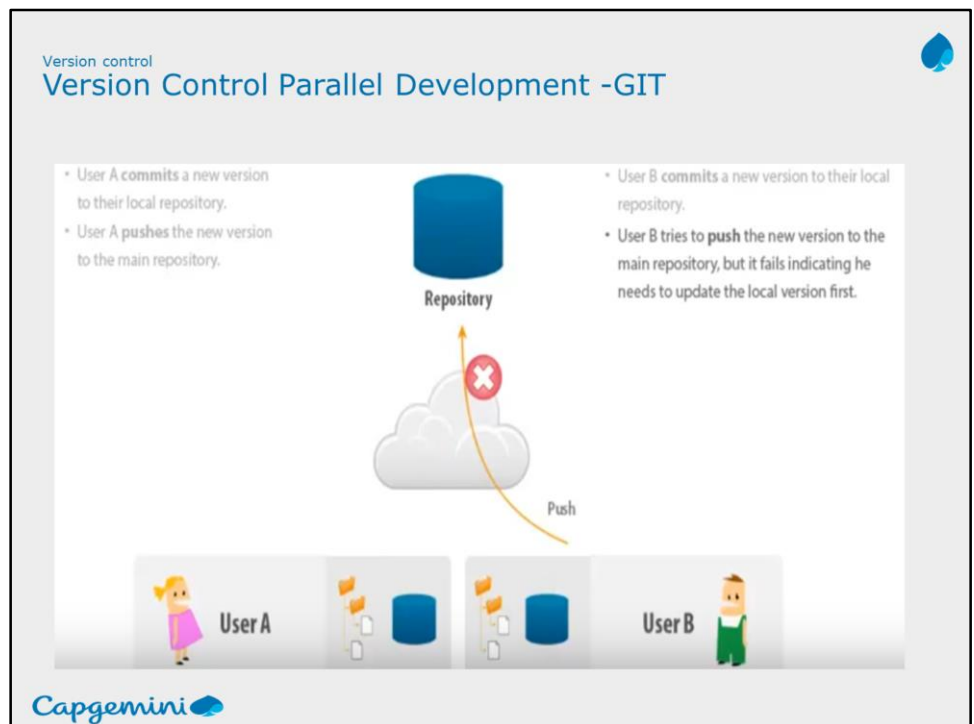 Version control
Version Control Parallel Development -GIT
• User A commits a new version
to their local repository.
• User A pushes the new version
to the main repository.
• User B commits a new version to their local
repository.
• User B tries to push the new version to the
main repository, but it fails indicating he
needs to update the local version first.
Repository
Push
User A
User B
Capgemini